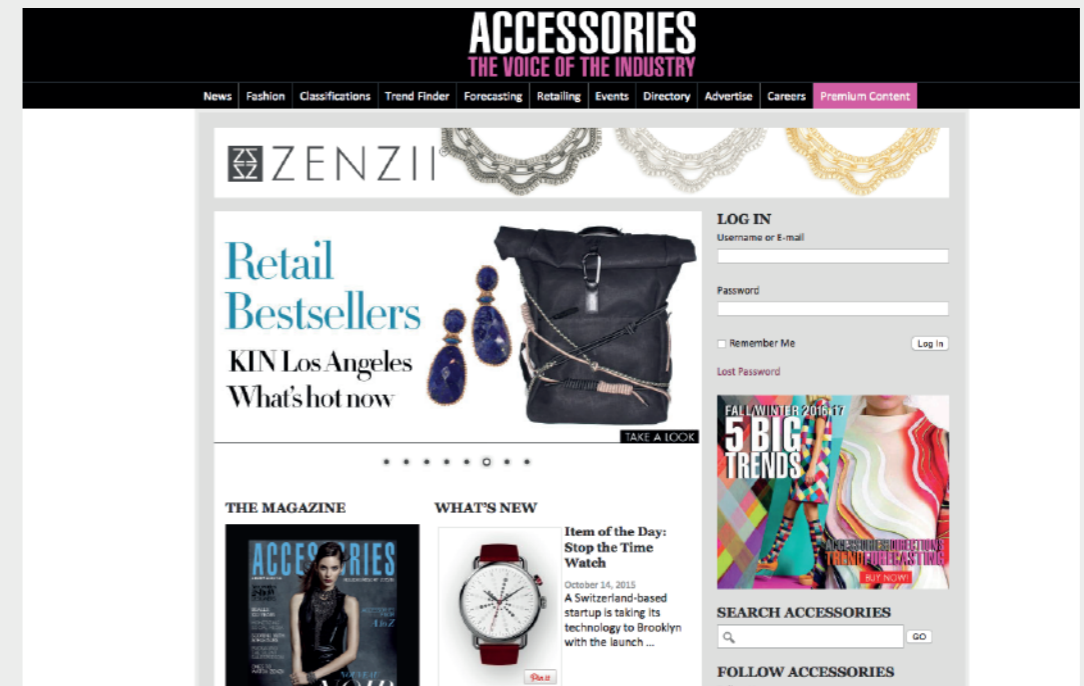 ACCESSORIES
THE VOICE OF THE INDUSTRY
News Fashion Classifications Trend Finder Forecasting Retailing Events Directory Advertise Careers Premium Content
ZENZII
Retail
Bestsellers
KIN Los Angeles
What's hot now
TAKE A LOOK
LOG IN
Username or E-mail
Password
Remember Me
Log In
Lost Password
FALL/WINTER 2016-17
5 BIG
TRENDS
ACCESSORIESDIRECTIONS
TRENDFORECASTING
BUY NOW!
THE MAGAZINE
ACCESSORIES
A to Z
NOIR
WHAT'S NEW
Item of the Day:
Stop the Time
Watch
October 14, 2015
A Switzerland-based
startup is taking its
technology to Brooklyn
with the launch ...
Pin it
SEARCH ACCESSORIES
GO
FOLLOW ACCESSORIES